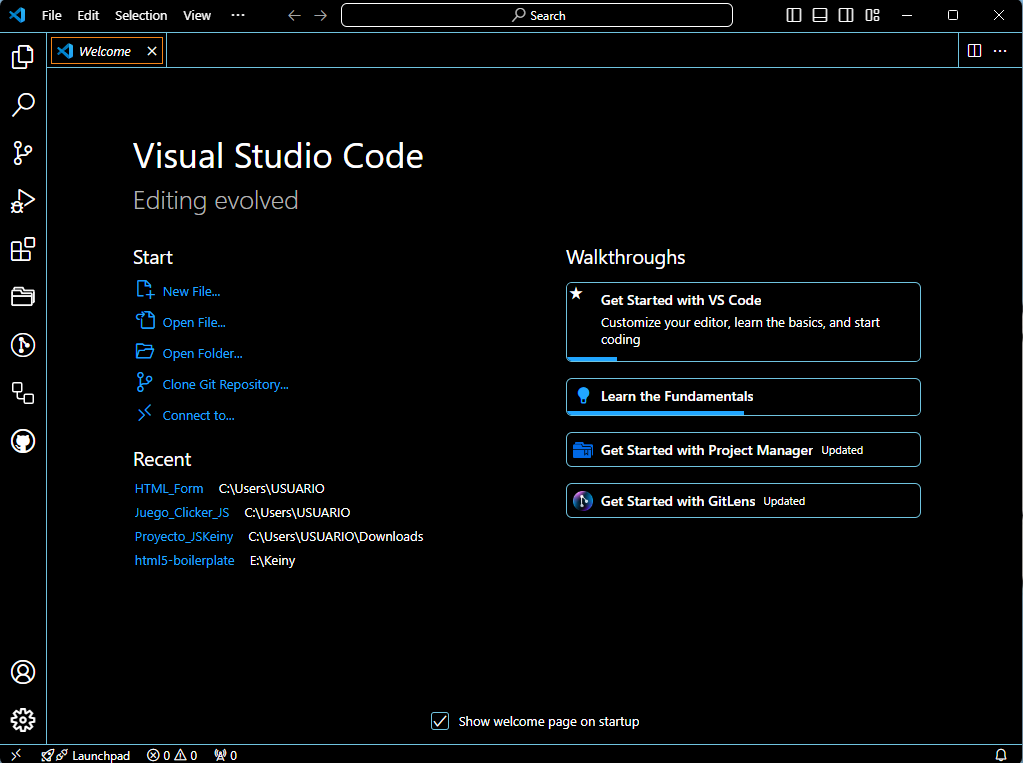 File Edit Selection View ··· Search
Welcome
Visual Studio Code
Editing evolved
Start
New File...
Open File...
Open Folder...
Clone Git Repository...
Connect to...
Recent
HTML_Form C:\Users\USUARIO
Juego_Clicker_JS C:\Users\USUARIO
Proyecto_JSKeiny C:\Users\USUARIO\Downloads
html5-boilerplate E:\Keiny
Walkthroughs
Get Started with VS Code
Customize your editor, learn the basics, and start
coding
Learn the Fundamentals
Get Started with Project Manager Updated
Get Started with GitLens Updated
Show welcome page on startup
Launchpad 0 0 0